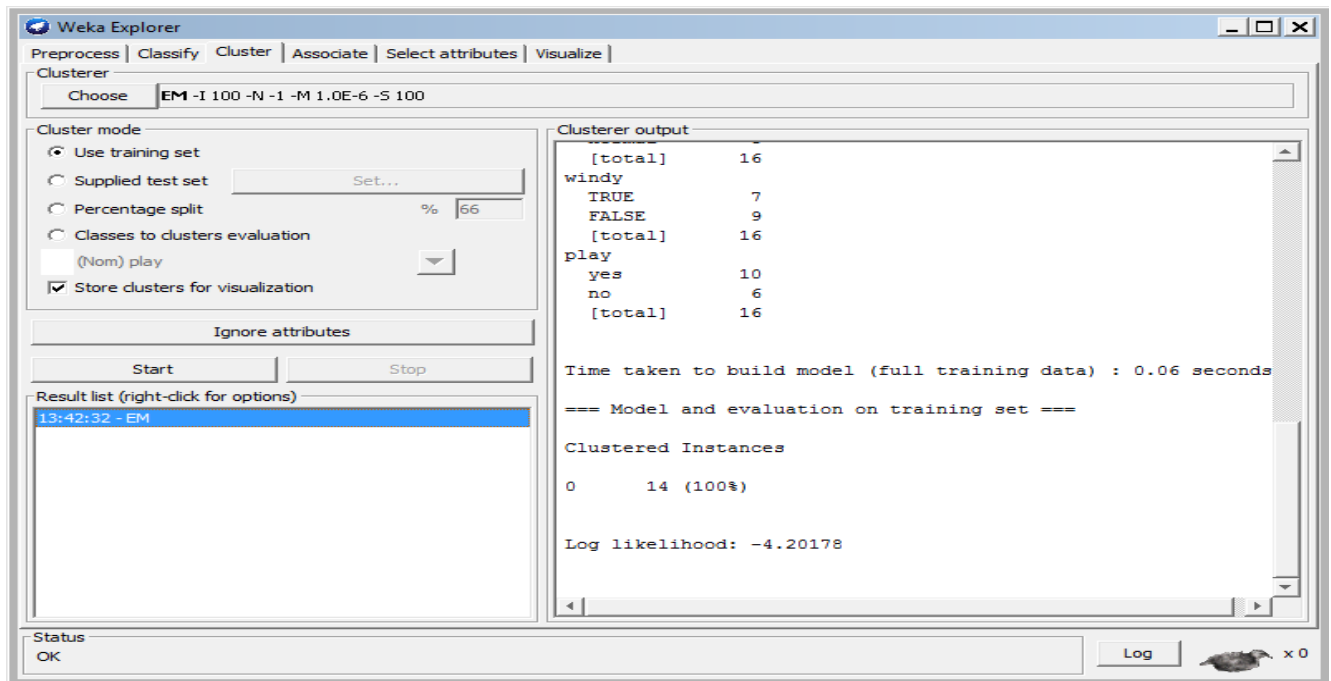 Weka Explorer
Preprocess Classify Cluster Associate Select attributes Visualize
Clusterer
Choose EM -I 100 -N -1 -M 1.0E-6 -S 100
Cluster mode
Use training set
Supplied test set Set...
Percentage split % 66
Classes to clusters evaluation
(Nom) play
Store clusters for visualization
Ignore attributes
Start Stop
Result list (right-click for options)
13:42:32 - EM
Clusterer output
[total] 16
windy
TRUE 7
FALSE 9
[total] 16
play
yes 10
no 6
[total] 16
Time taken to build model (full training data) : 0.06 seconds
=== Model and evaluation on training set ===
Clustered Instances
0 14 (100%)
Log likelihood: -4.20178
Status
OK
Log x 0